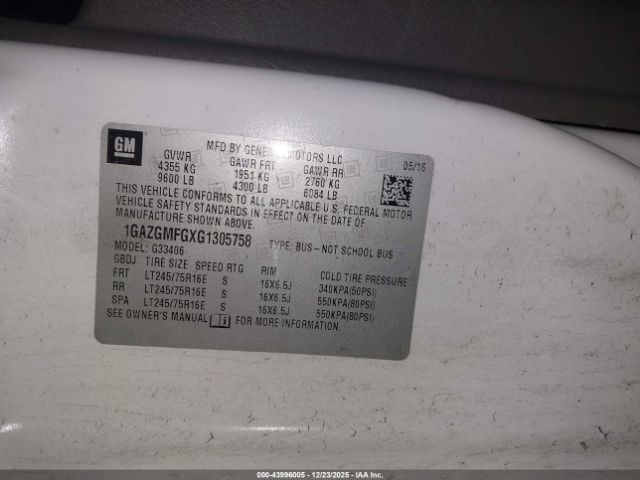 GM
MFD BY GENERAL MOTORS LLC 05/16
GVWR GAWR FRT GAWR RR
4355 KG 1951 KG 2760 KG
9600 LB 4300 LB 6084 LB
THIS VEHICLE CONFORMS TO ALL APPLICABLE U.S. FEDERAL MOTOR
VEHICLE SAFETY STANDARDS IN EFFECT ON THE DATE OF
MANUFACTURE SHOWN ABOVE.
1GAZGMFGXG1305758 TYPE: BUS-NOT SCHOOL BUS
MODEL: G33406
GBDJ TIRE SIZE SPEED RTG RIM COLD TIRE PRESSURE
FRT LT245/75R16E S 16X6.5J 340KPA(50PSI)
RR LT245/75R16E S 16X6.5J 550KPA(80PSI)
SPA LT245/75R16E S 16X6.5J 550KPA(80PSI)
SEE OWNER'S MANUAL FOR MORE INFORMATION.
000-43996005 - 12/23/2025 - IAAI.COM